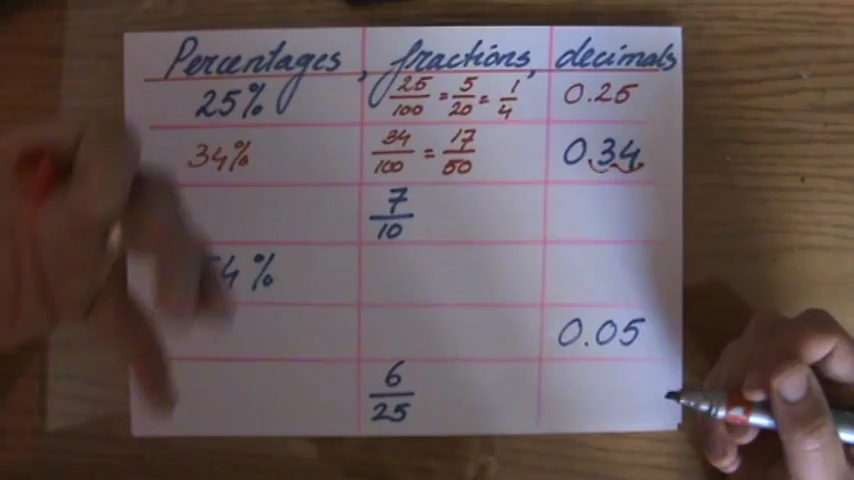 Percentages, fractions, decimals
25% 25/100 = 5/20 = 1/4 0.25
34% 34/100 = 17/50 0.34
7/10
4%
0.05
6/25